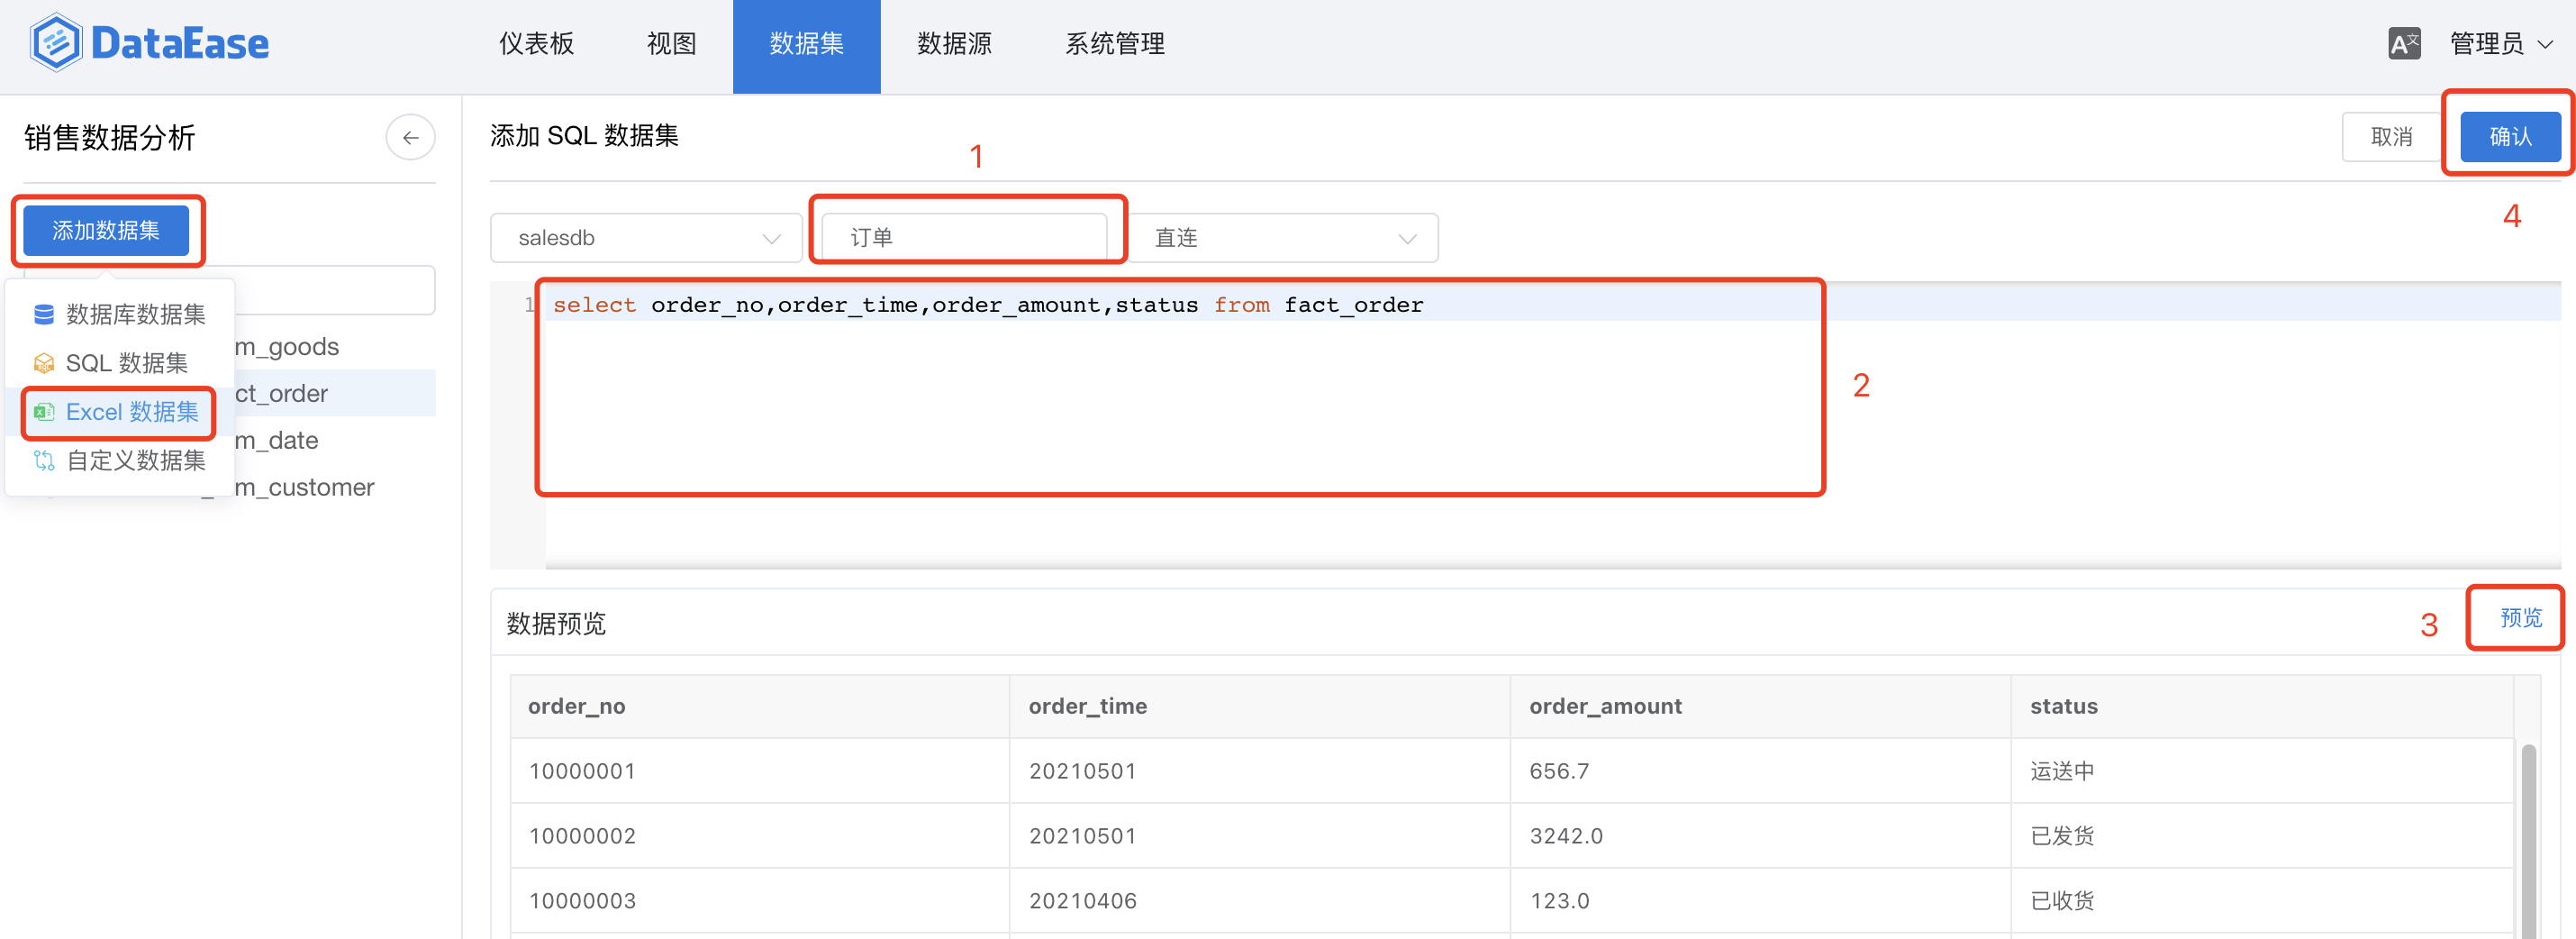 DataEase
仪表板
视图
数据集
数据源
系统管理
管理员
销售数据分析
添加数据集
数据库数据集
SQL 数据集
Excel 数据集
自定义数据集
m_goods
ct_order
m_date
m_customer
添加 SQL 数据集
取消
确认
1
4
salesdb
订单
直连
1
select order_no,order_time,order_amount,status from fact_order
2
数据预览
3
预览
order_no order_time order_amount status
10000001 20210501 656.7 运送中
10000002 20210501 3242.0 已发货
10000003 20210406 123.0 已收货